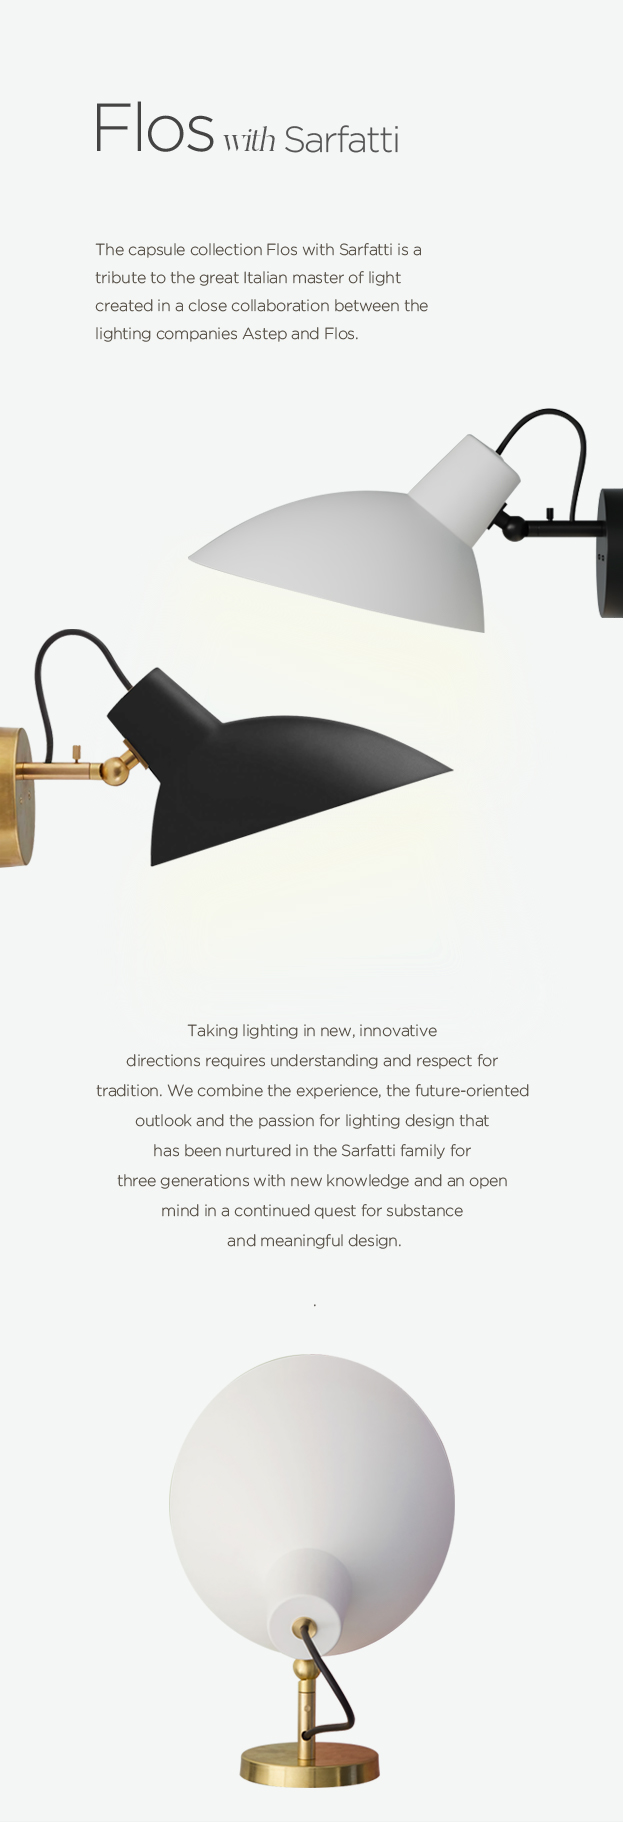 Flos with Sarfatti
The capsule collection Flos with Sarfatti is a
tribute to the great Italian master of light
created in a close collaboration between the
lighting companies Astep and Flos.
Taking lighting in new, innovative
directions requires understanding and respect for
tradition. We combine the experience, the future-oriented
outlook and the passion for lighting design that
has been nurtured in the Sarfatti family for
three generations with new knowledge and an open
mind in a continued quest for substance
and meaningful design.
.